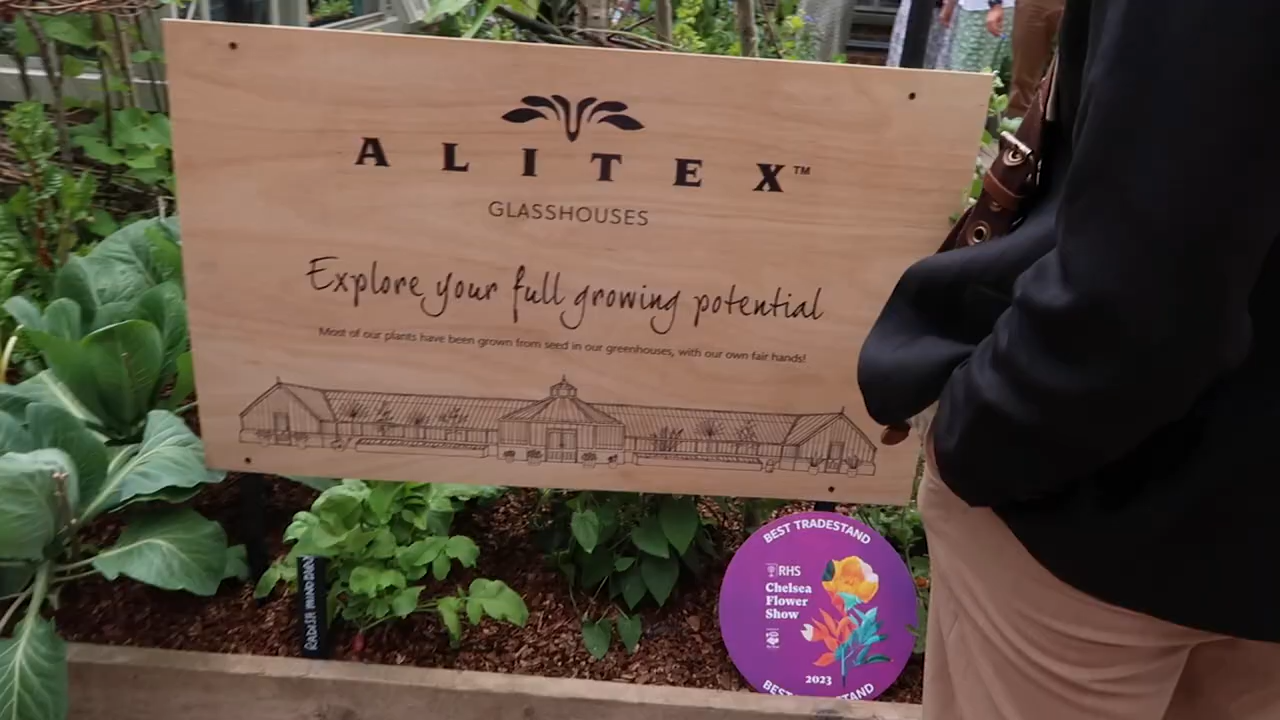 ALITEX™
GLASSHOUSES
Explore your full growing potential
Most of our plants have been grown from seed in our greenhouses, with our own fair hands!
BEST TRADESTAND
RHS
Chelsea
Flower
Show
2023
BEST TRADESTAND
RADISH